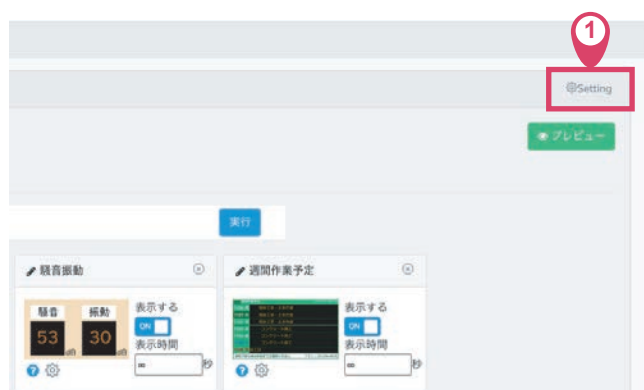 1
Setting
プレビュー
実行
騒音振動
週間作業予定
騒音 振動
53 30
dB dB
表示する
ON
表示時間
∞ 秒
表示する
ON
表示時間
∞ 秒